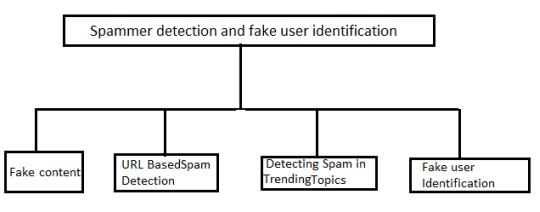 Spammer detection and fake user identification
Fake content
URL BasedSpam
Detection
Detecting Spam in
TrendingTopics
Fake user
Identification